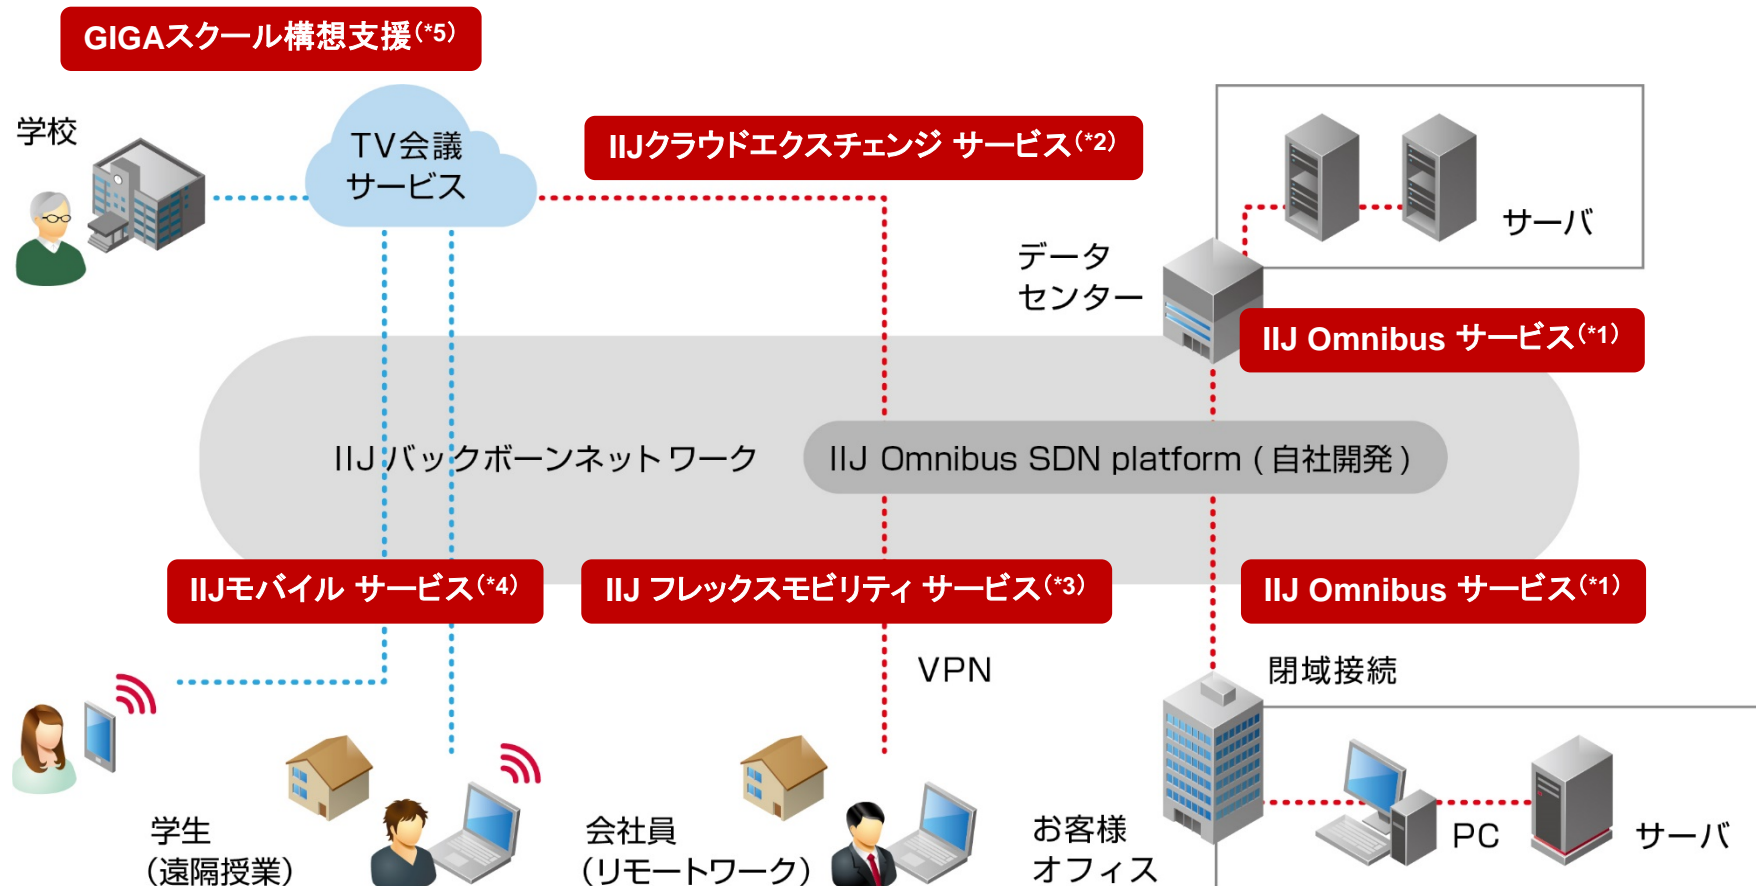 GIGAスクール構想支援(*5)
学校
TV会議
サービス
IIJクラウドエクスチェンジ サービス(*2)
サーバ
データ
センター
IIJ Omnibus サービス(*1)
IIJ バックボーンネットワーク
IIJ Omnibus SDN platform ( 自社開発 )
IIJモバイル サービス(*4)
IIJ フレックスモビリティ サービス(*3)
IIJ Omnibus サービス(*1)
VPN
閉域接続
学生
(遠隔授業)
会社員
(リモートワーク)
お客様
オフィス
PC
サーバ